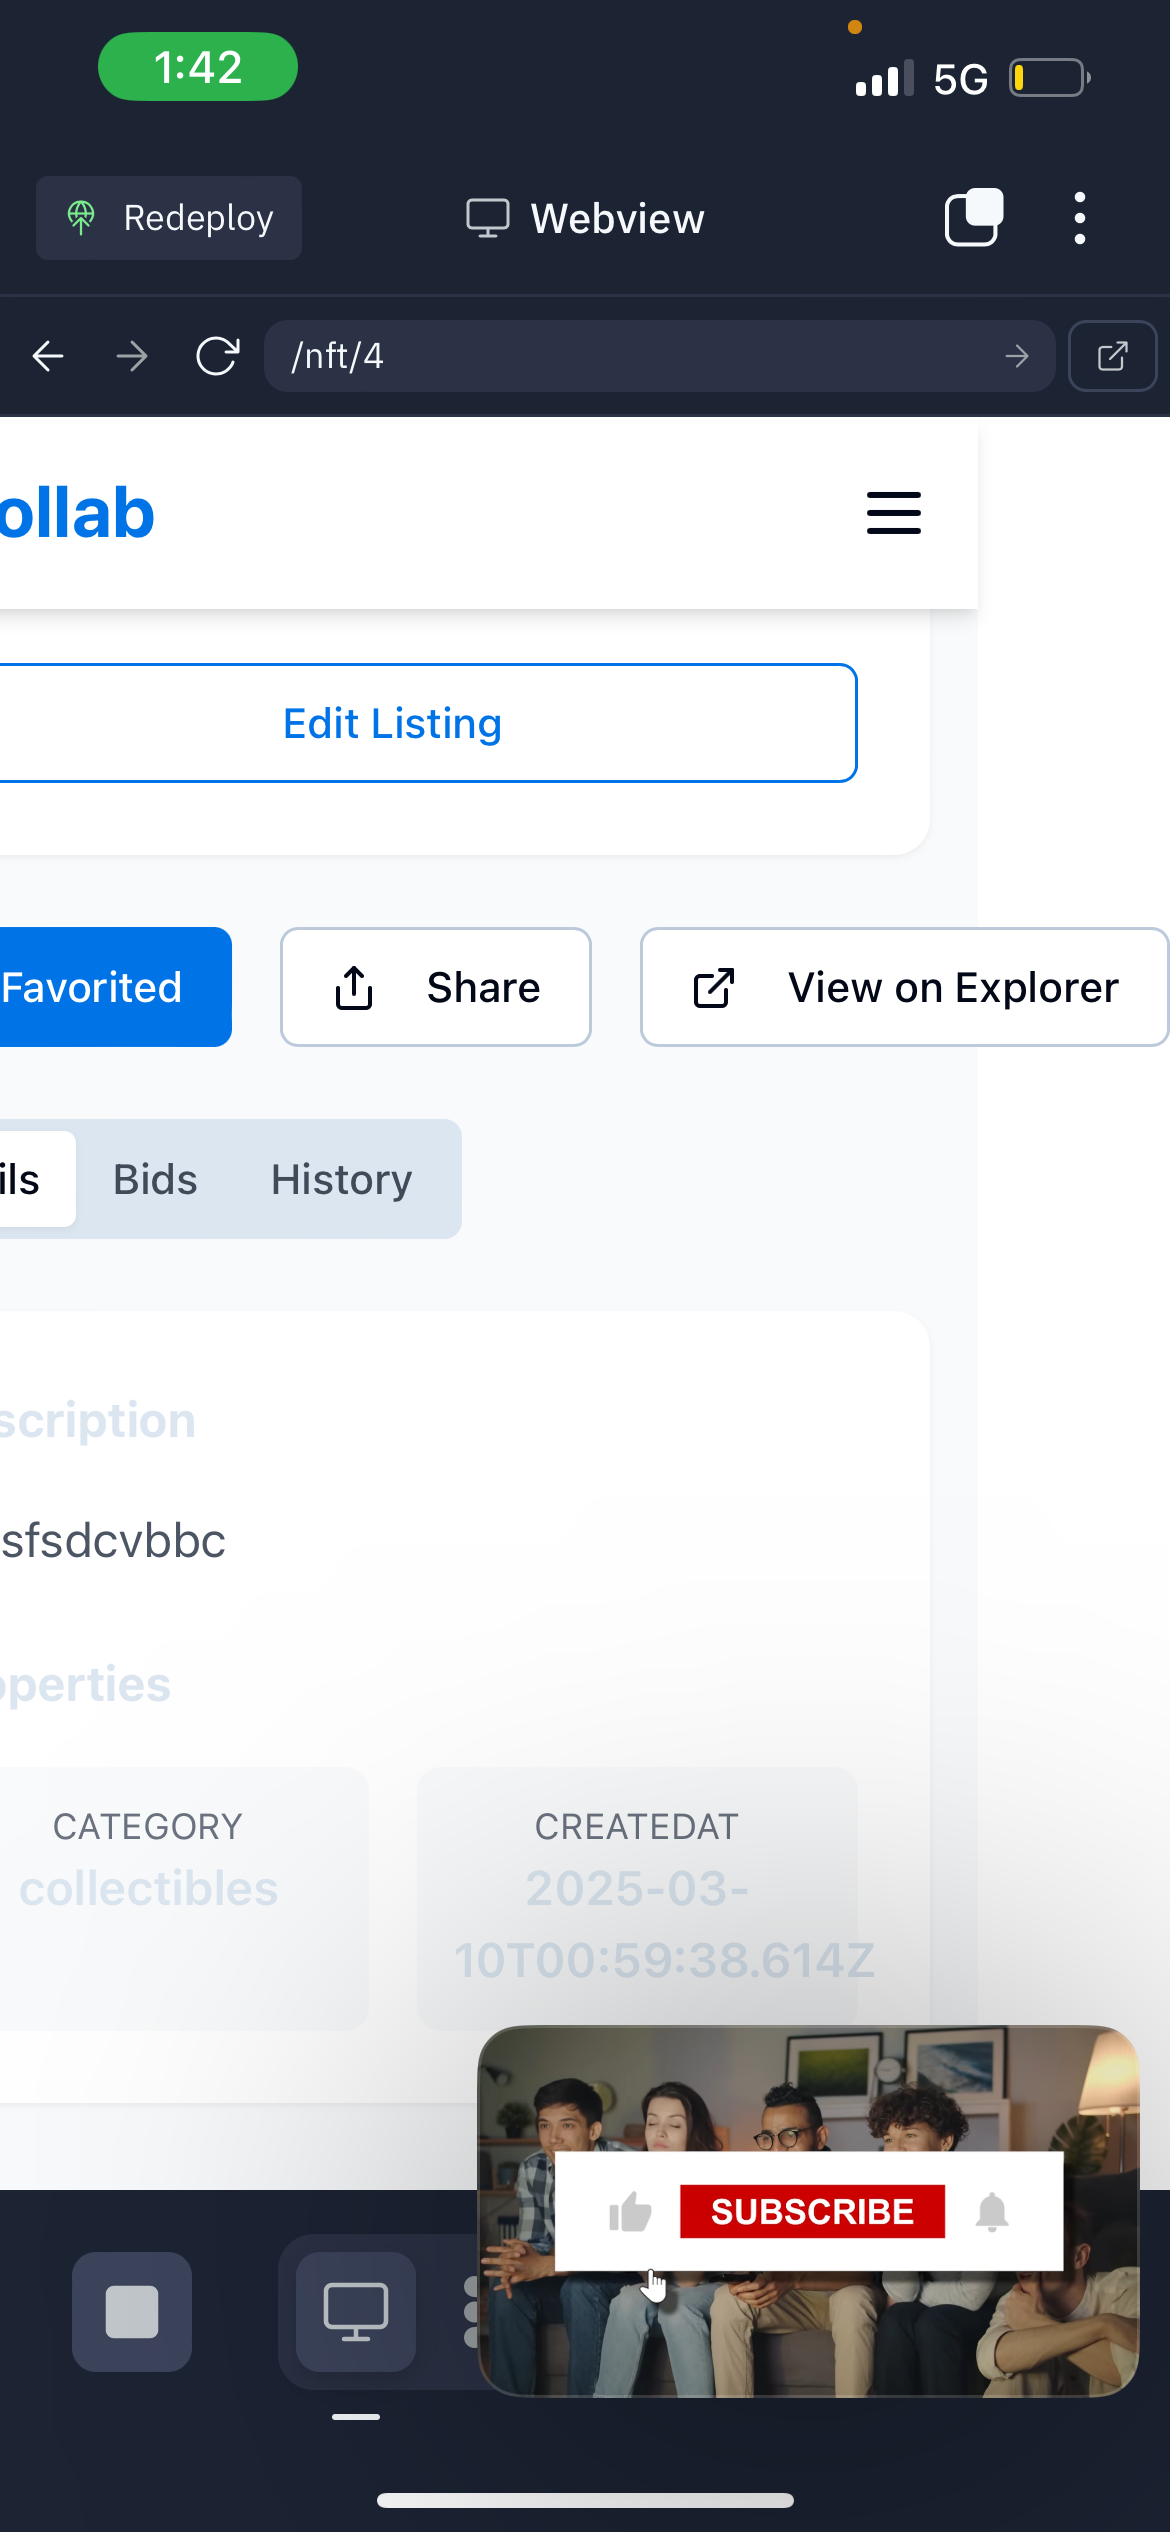 1:42
5G
Redeploy
Webview
/nft/4
ollab
Edit Listing
Favorited
Share
View on Explorer
ils
Bids
History
scription
sfsdcvbbc
perties
CATEGORY
collectibles
CREATEDAT
2025-03-
10T00:59:38.614Z
SUBSCRIBE